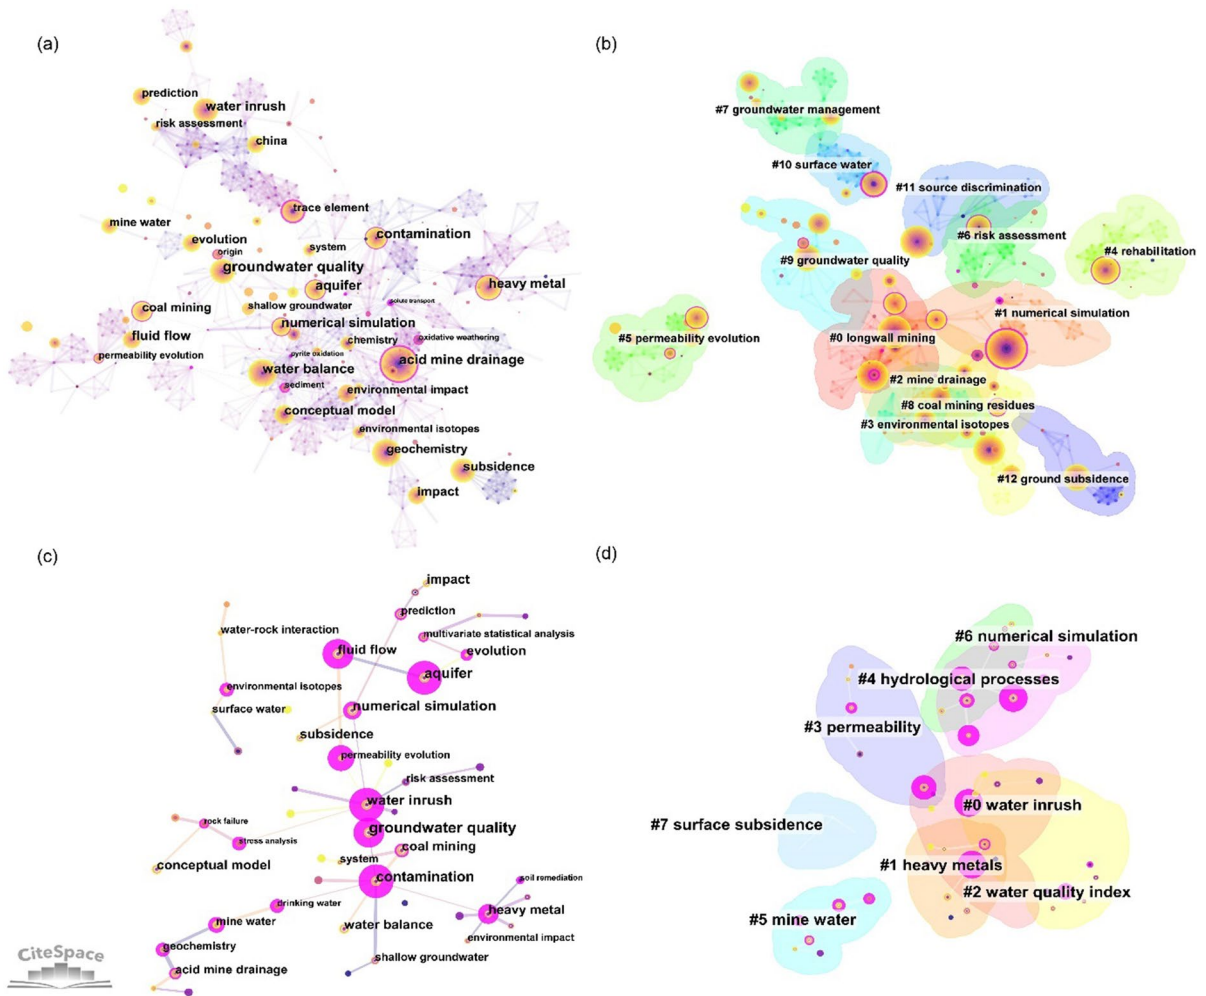 (a)
prediction
water inrush
risk assessment
china
trace element
mine water
contamination
evolution
system
origin
groundwater quality
heavy metal
aquifer
solute transport
coal mining
shallow groundwater
numerical simulation
fluid flow
chemistry
oxidative weathering
permeability evolution
pyrite oxidation
acid mine drainage
water balance
sediment
environmental impact
conceptual model
environmental isotopes
geochemistry
subsidence
impact
(b)
#7 groundwater management
#10 surface water
#11 source discrimination
#6 risk assessment
#4 rehabilitation
#9 groundwater quality
#1 numerical simulation
#5 permeability evolution
#0 longwall mining
#2 mine drainage
#8 coal mining residues
#3 environmental isotopes
#12 ground subsidence
(c)
impact
prediction
water-rock interaction
multivariate statistical analysis
fluid flow
evolution
aquifer
environmental isotopes
surface water
numerical simulation
subsidence
permeability evolution
risk assessment
water inrush
rock failure
groundwater quality
stress analysis
coal mining
system
conceptual model
contamination
soil remediation
drinking water
heavy metal
mine water
water balance
environmental impact
geochemistry
shallow groundwater
acid mine drainage
CiteSpace
(d)
#6 numerical simulation
#4 hydrological processes
#3 permeability
#0 water inrush
#7 surface subsidence
#1 heavy metals
#2 water quality index
#5 mine water